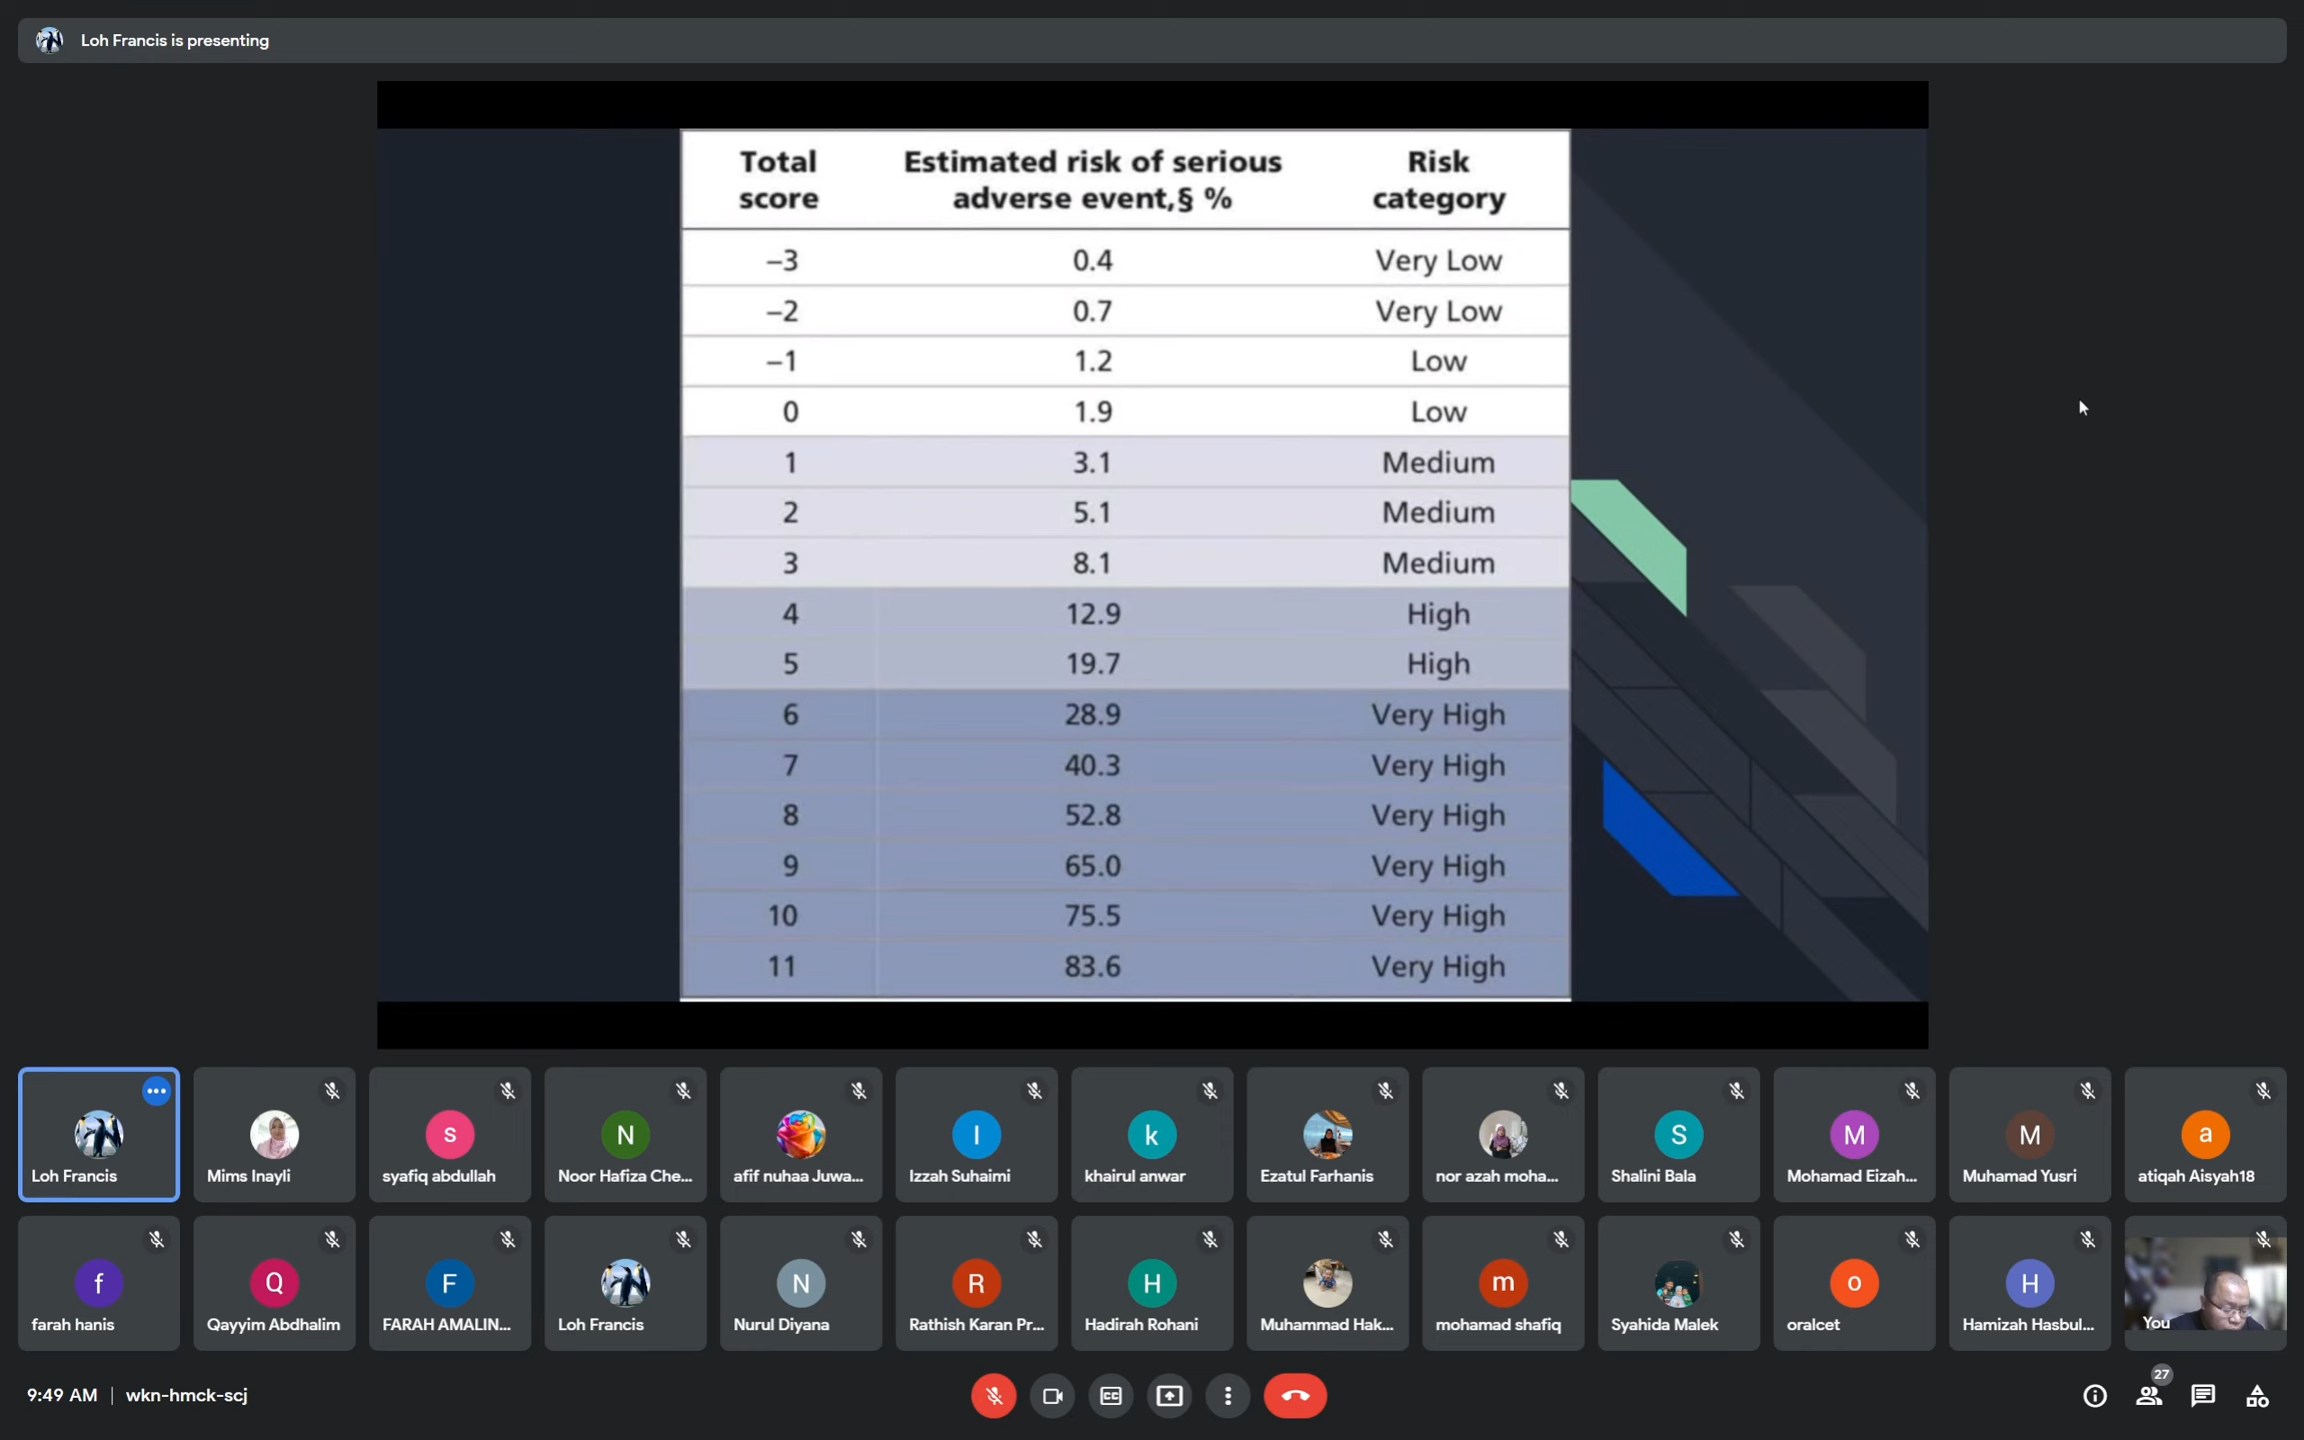 Loh Francis is presenting
Total score Estimated risk of serious adverse event,§ % Risk category
–3 0.4 Very Low
–2 0.7 Very Low
–1 1.2 Low
0 1.9 Low
1 3.1 Medium
2 5.1 Medium
3 8.1 Medium
4 12.9 High
5 19.7 High
6 28.9 Very High
7 40.3 Very High
8 52.8 Very High
9 65.0 Very High
10 75.5 Very High
11 83.6 Very High
s N I k S M M a
Loh Francis Mims Inayli syafiq abdullah Noor Hafiza Che... afif nuhaa Juwa... Izzah Suhaimi khairul anwar Ezatul Farhanis nor azah moha... Shalini Bala Mohamad Eizah... Muhamad Yusri atiqah Aisyah18
f Q F N R H m o H
farah hanis Qayyim Abdhalim FARAH AMALIN... Loh Francis Nurul Diyana Rathish Karan Pr... Hadirah Rohani Muhammad Hak... mohamad shafiq Syahida Malek oralcet Hamizah Hasbul... You
9:49 AM | wkn-hmck-scj CC 27